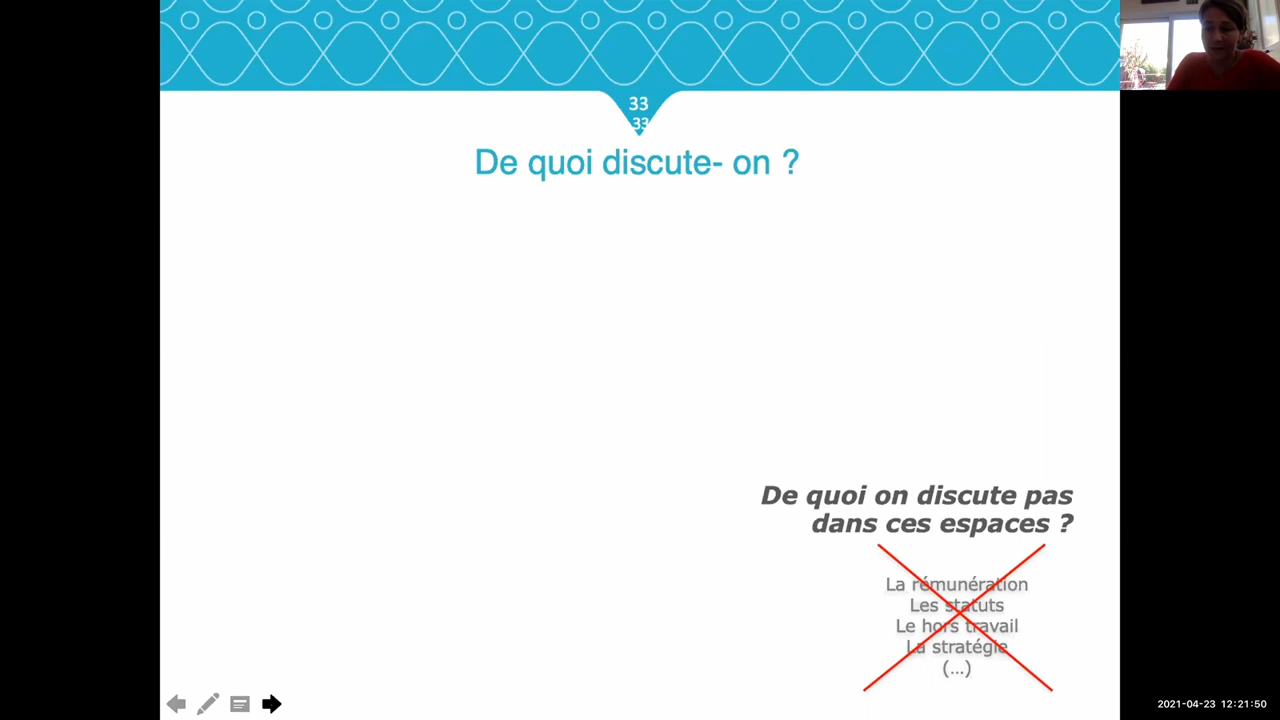 33
33
De quoi discute- on ?
De quoi on discute pas
dans ces espaces ?
La rémunération
Les statuts
Le hors travail
La stratégie
(...)
2021-04-23 12:21:50